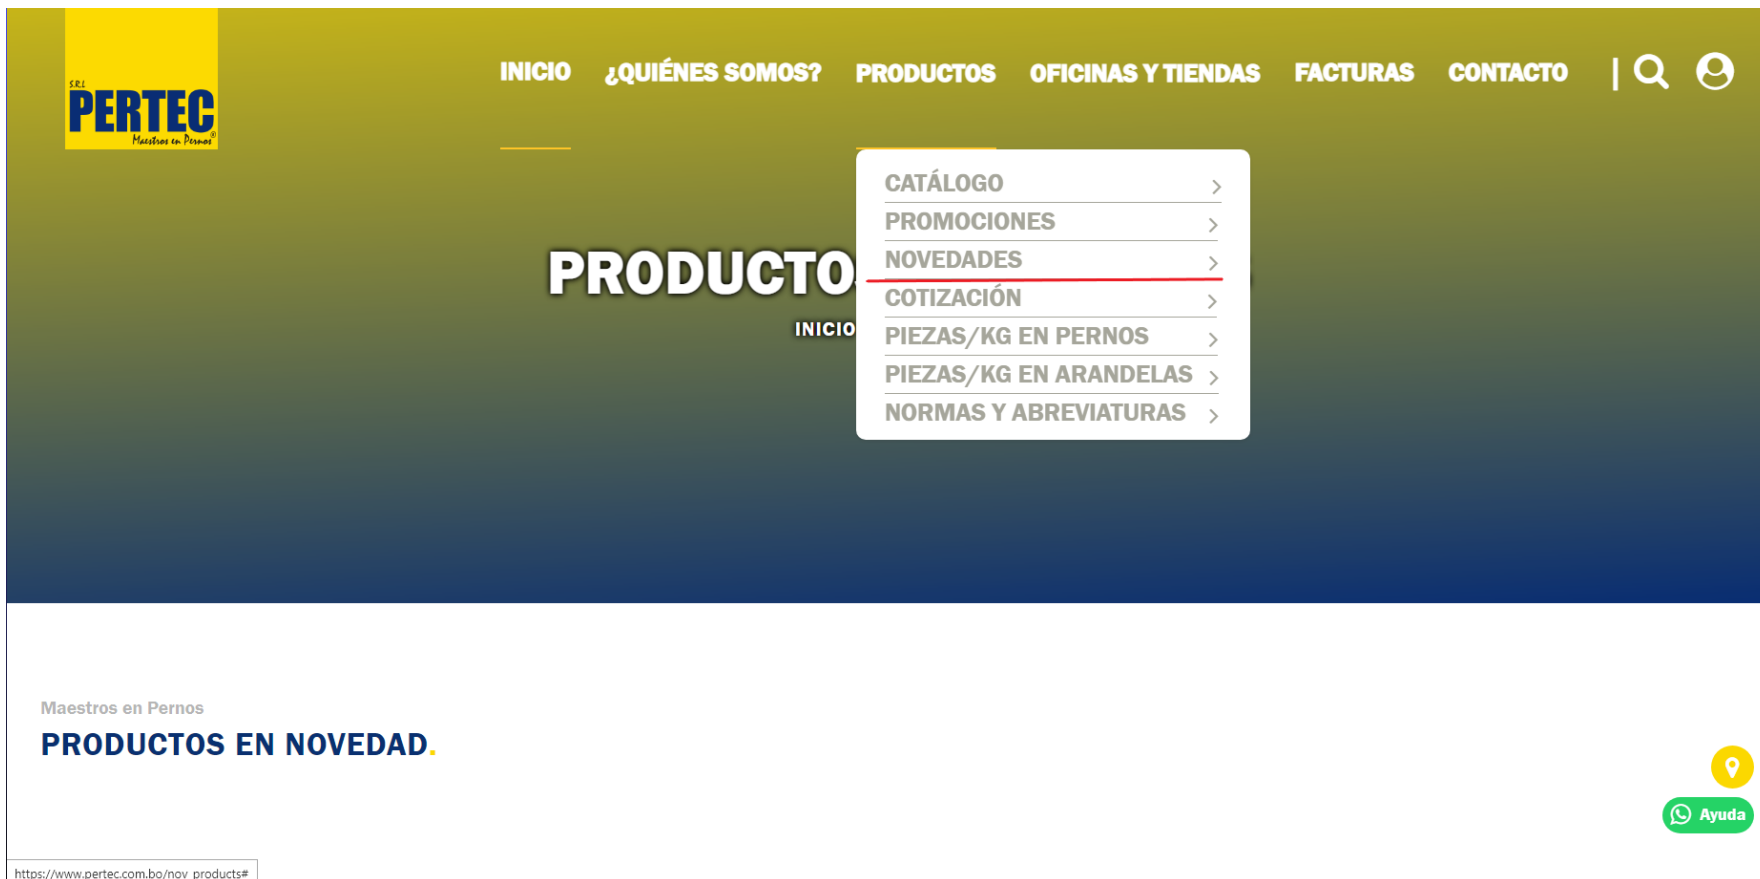 S.R.L
PERTEC
Maestros en Pernos®
INICIO ¿QUIÉNES SOMOS? PRODUCTOS OFICINAS Y TIENDAS FACTURAS CONTACTO
CATÁLOGO
PROMOCIONES
NOVEDADES
COTIZACIÓN
PIEZAS/KG EN PERNOS
PIEZAS/KG EN ARANDELAS
NORMAS Y ABREVIATURAS
PRODUCTO
INICIO
Maestros en Pernos
PRODUCTOS EN NOVEDAD.
Ayuda
https://www.pertec.com.bo/nov_products#